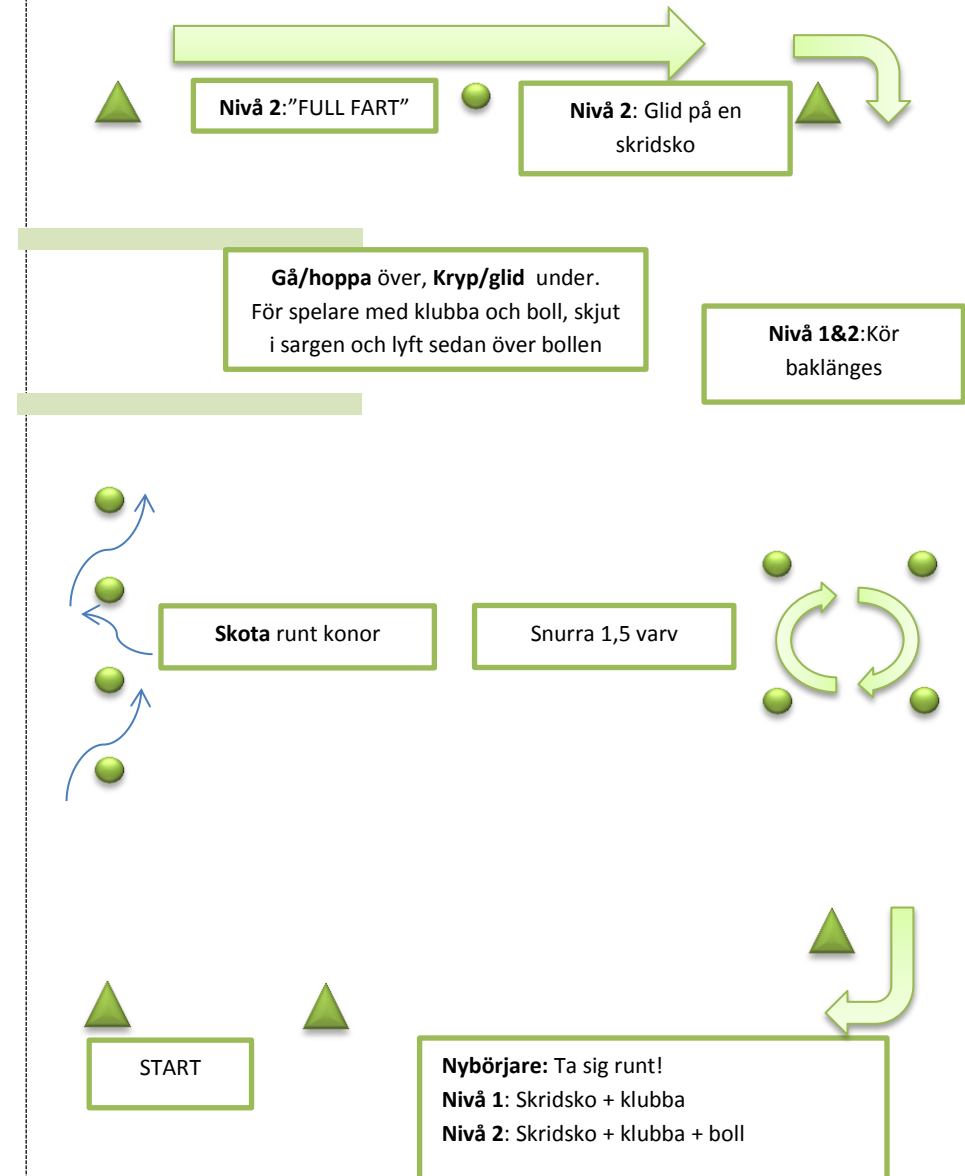 Nivå 2:”FULL FART”
Nivå 2: Glid på en
skridsko
Gå/hoppa över, Kryp/glid under.
För spelare med klubba och boll, skjut
i sargen och lyft sedan över bollen
Nivå 1&2:Kör
baklänges
Skota runt konor
Snurra 1,5 varv
START
Nybörjare: Ta sig runt!
Nivå 1: Skridsko + klubba
Nivå 2: Skridsko + klubba + boll